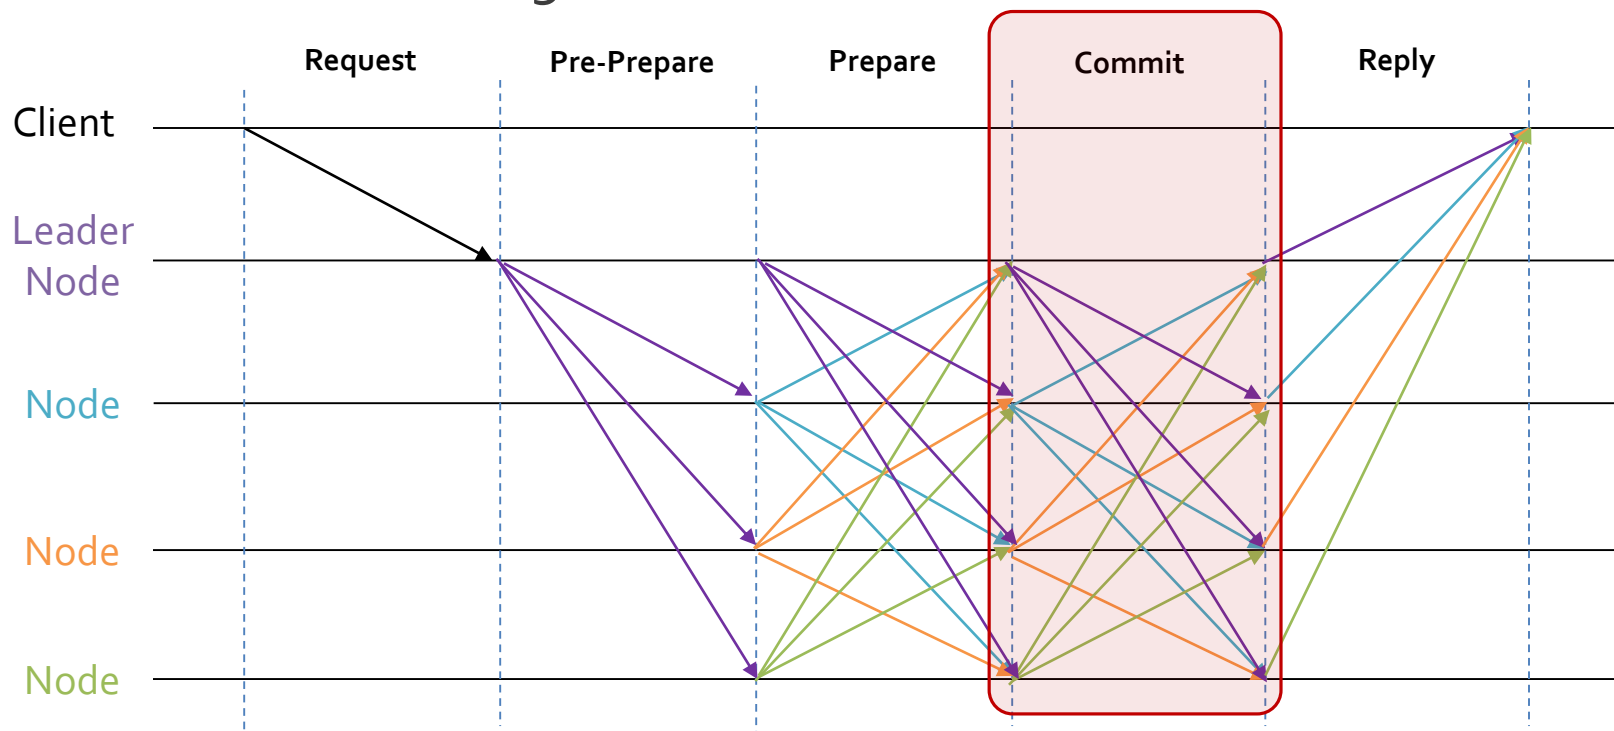 Request Pre-Prepare Prepare Commit Reply
Client
Leader
Node
Node
Node
Node